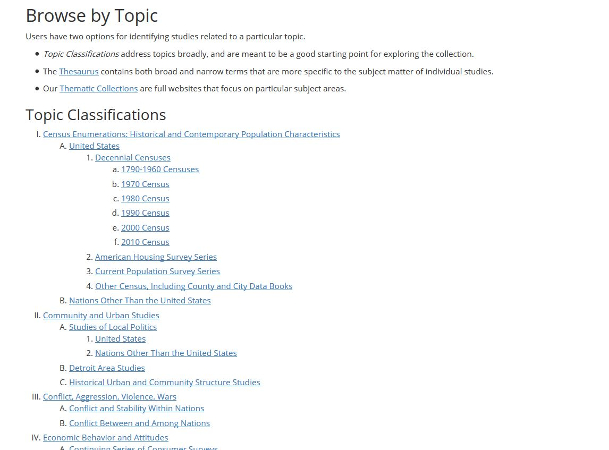 Browse by Topic
Users have two options for identifying studies related to a particular topic.
• Topic Classifications address topics broadly, and are meant to be a good starting point for exploring the collection.
• The Thesaurus contains both broad and narrow terms that are more specific to the subject matter of individual studies.
• Our Thematic Collections are full websites that focus on particular subject areas.
Topic Classifications
I. Census Enumerations: Historical and Contemporary Population Characteristics
A. United States
1. Decennial Censuses
a. 1790-1960 Censuses
b. 1970 Census
c. 1980 Census
d. 1990 Census
e. 2000 Census
f. 2010 Census
2. American Housing Survey Series
3. Current Population Survey Series
4. Other Census, Including County and City Data Books
B. Nations Other Than the United States
II. Community and Urban Studies
A. Studies of Local Politics
1. United States
2. Nations Other Than the United States
B. Detroit Area Studies
C. Historical Urban and Community Structure Studies
III. Conflict, Aggression, Violence, Wars
A. Conflict and Stability Within Nations
B. Conflict Between and Among Nations
IV. Economic Behavior and Attitudes
A. Continuing Series of Consumer Surveys